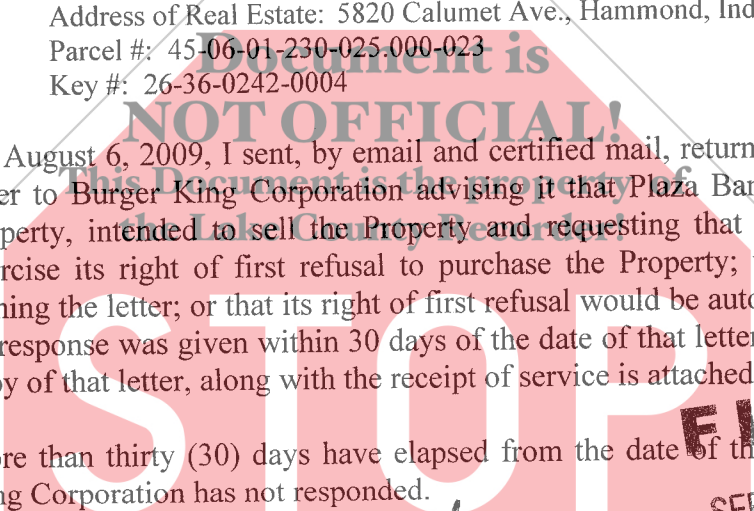 Address of Real Estate: 5820 Calumet Ave., Hammond, Ind
Parcel #: 45-06-01-230-025.000-023
Document is
Key #: 26-36-0242-0004
NOT OFFICIAL!
August 6, 2009, I sent, by email and certified mail, return
This Document is the property of
er to Burger King Corporation advising it that Plaza Ban
the Lake County Recorder!
perty, intended to sell the Property and requesting that
rcise its right of first refusal to purchase the Property;
ning the letter; or that its right of first refusal would be auto
response was given within 30 days of the date of that letter
py of that letter, along with the receipt of service is attached
STOP
re than thirty (30) days have elapsed from the date of th
ng Corporation has not responded.